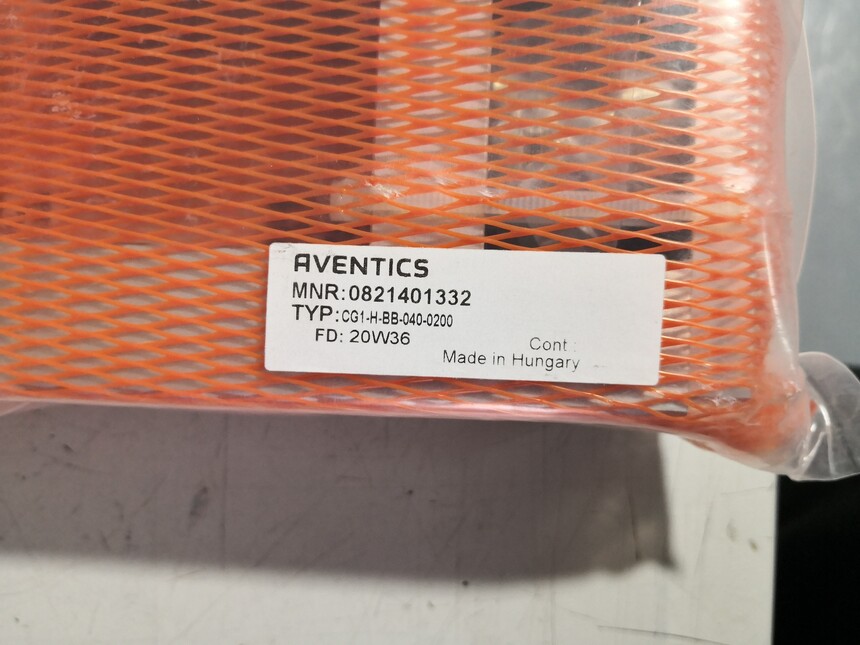 AVENTICS
MNR:0821401332
TYP:CG1-H-BB-040-0200
FD: 20W36
Cont :
Made in Hungary